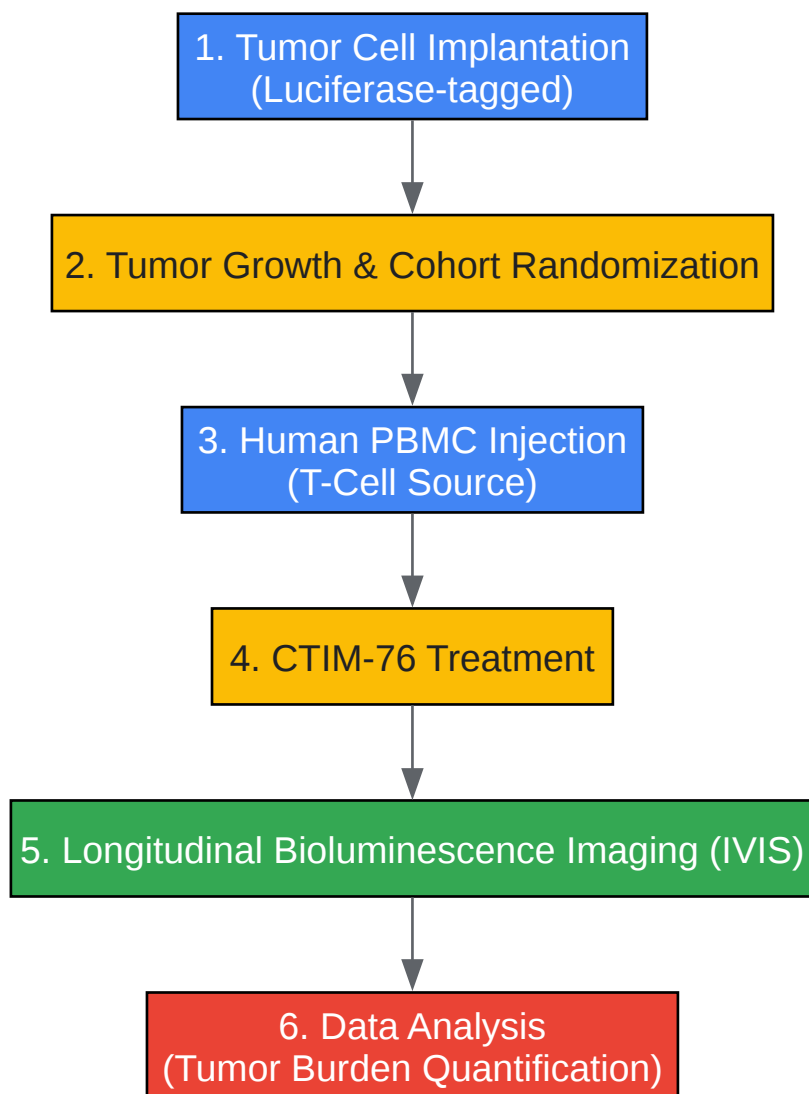 1. Tumor Cell Implantation
(Luciferase-tagged)
2. Tumor Growth & Cohort Randomization
3. Human PBMC Injection
(T-Cell Source)
4. CTIM-76 Treatment
5. Longitudinal Bioluminescence Imaging (IVIS)
6. Data Analysis
(Tumor Burden Quantification)